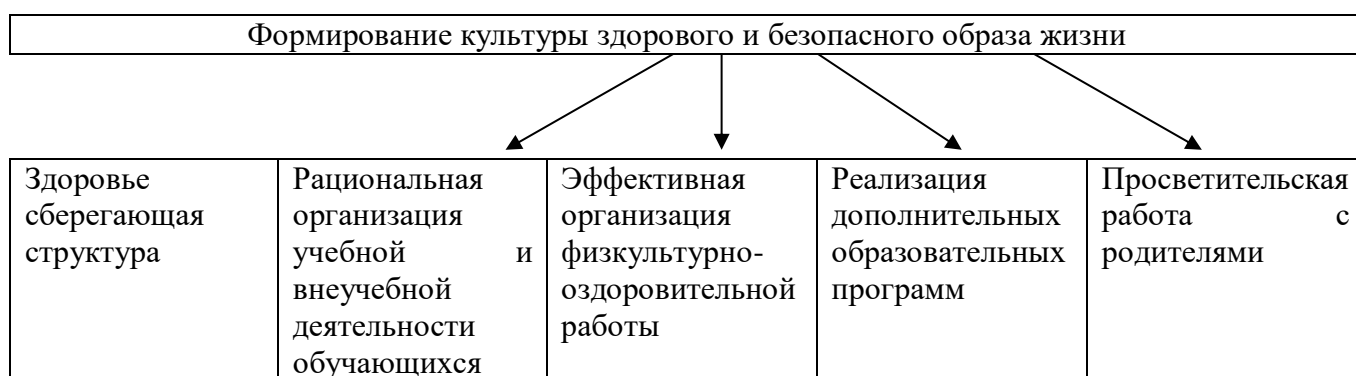 Формирование культуры здорового и безопасного образа жизни
Здоровье
сберегающая
структура
Рациональная
организация
учебной и
внеучебной
деятельности
обучающихся
Эффективная
организация
физкультурно-
оздоровительной
работы
Реализация
дополнительных
образовательных
программ
Просветительская
работа с
родителями